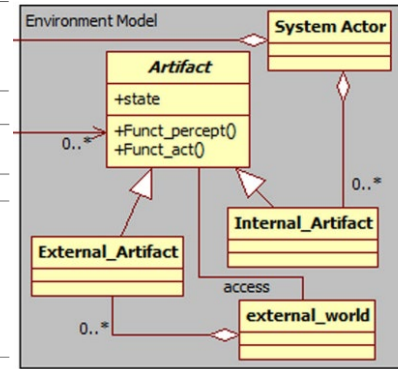 Environment Model
System Actor
Artifact
+state
+Funct_percept()
+Funct_act()
0..*
0..*
Internal_Artifact
External_Artifact
access
external_world
0..*